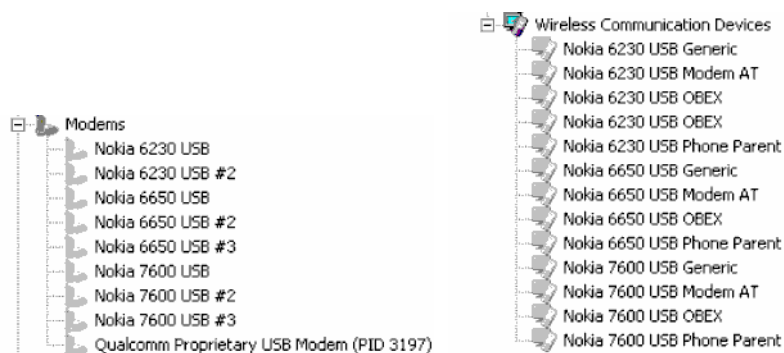 Modems
Nokia 6230 USB
Nokia 6230 USB #2
Nokia 6650 USB
Nokia 6650 USB #2
Nokia 6650 USB #3
Nokia 7600 USB
Nokia 7600 USB #2
Nokia 7600 USB #3
Qualcomm Proprietary USB Modem (PID 3197)
Wireless Communication Devices
Nokia 6230 USB Generic
Nokia 6230 USB Modem AT
Nokia 6230 USB OBEX
Nokia 6230 USB OBEX
Nokia 6230 USB Phone Parent
Nokia 6650 USB Generic
Nokia 6650 USB Modem AT
Nokia 6650 USB OBEX
Nokia 6650 USB Phone Parent
Nokia 7600 USB Generic
Nokia 7600 USB Modem AT
Nokia 7600 USB OBEX
Nokia 7600 USB Phone Parent